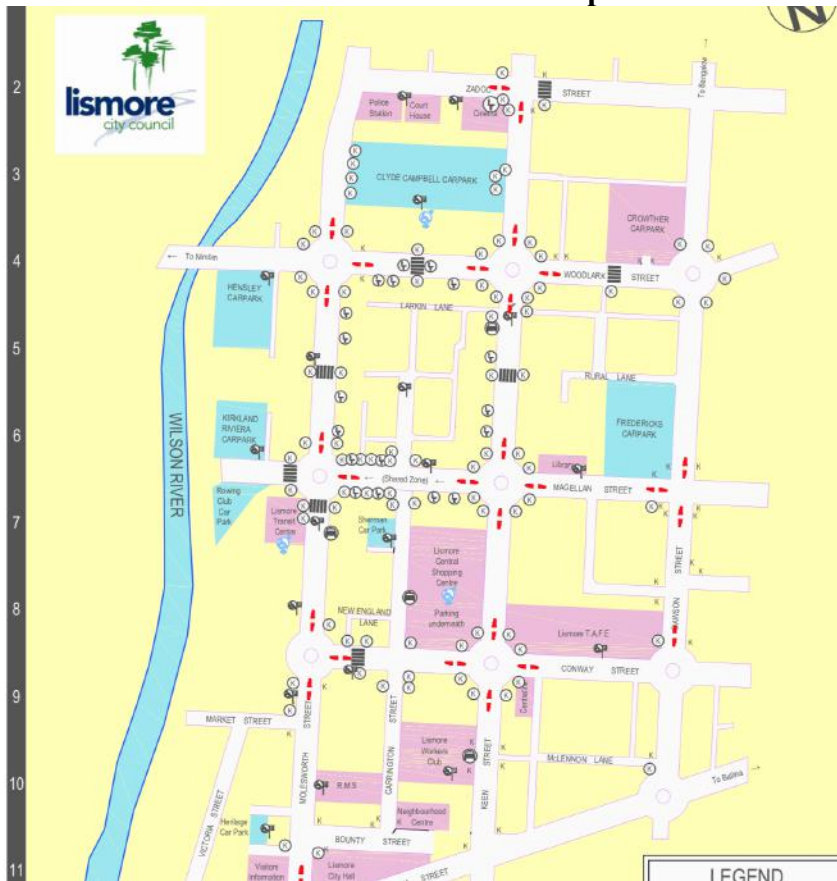 lismore
city council
2
3
4
5
6
7
8
9
10
11
N
To Bangalow
ZADOC
STREET
Police
Station
Court
House
Cinema
CLYDE CAMPBELL CARPARK
CROWTHER
CARPARK
← To Nimbin
WOODLARK
STREET
HENSLEY
CARPARK
LARKIN LANE
RURAL LANE
KIRKLAND
RIVIERA
CARPARK
FREDERICKS
CARPARK
WILSON RIVER
Library
← (Shared Zone) ←
MAGELLAN STREET
Rowing
Club
Car
Park
Lismore
Transit
Centre
Sherman
Car Park
Lismore
Central
Shopping
Centre
Parking
underneath
STREET
NEW ENGLAND
LANE
Lismore T.A.F.E
CONWAY STREET
Centrelink
MARKET STREET
STREET
MOLESWORTH
STREET
CARRINGTON
STREET
KEEN
Lismore
Workers
Club
McLENNON LANE
To Ballina →
R.M.S
VICTORIA STREET
Heritage
Car Park
Neighbourhood
Centre
BOUNTY STREET
Visitors
Information
Lismore
City Hall
STREET
LEGEND